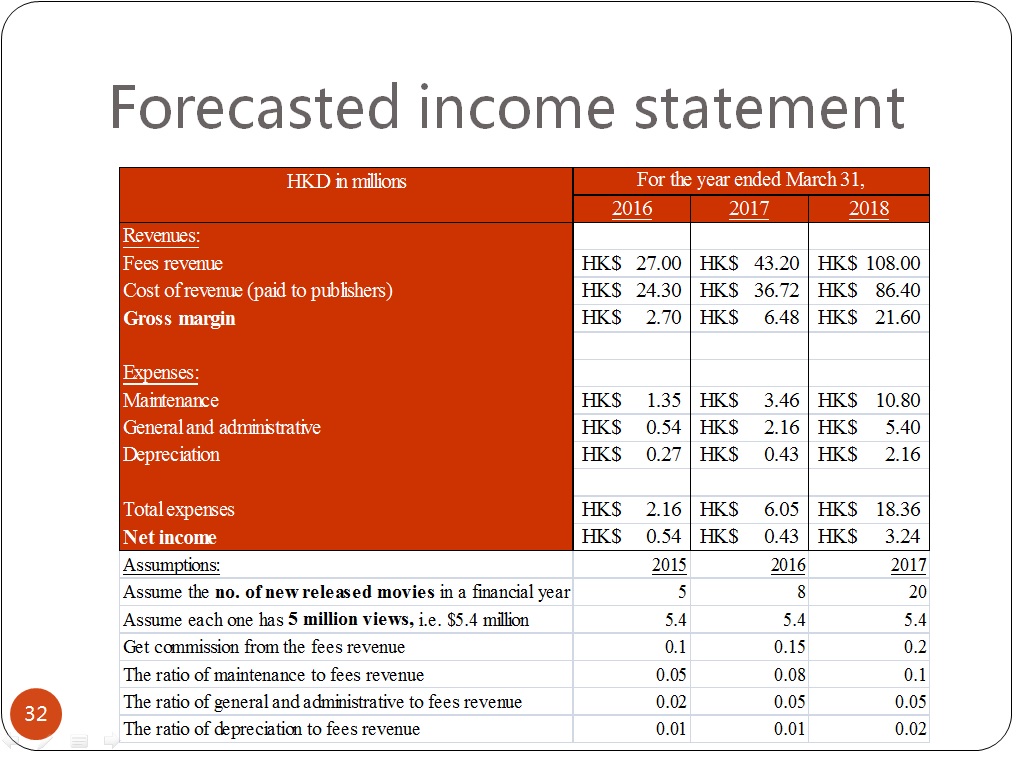 Forecasted income statement
HKD in millions For the year ended March 31,
2016 2017 2018
Revenues:
Fees revenue HK$ 27.00 HK$ 43.20 HK$ 108.00
Cost of revenue (paid to publishers) HK$ 24.30 HK$ 36.72 HK$ 86.40
Gross margin HK$ 2.70 HK$ 6.48 HK$ 21.60
Expenses:
Maintenance HK$ 1.35 HK$ 3.46 HK$ 10.80
General and administrative HK$ 0.54 HK$ 2.16 HK$ 5.40
Depreciation HK$ 0.27 HK$ 0.43 HK$ 2.16
Total expenses HK$ 2.16 HK$ 6.05 HK$ 18.36
Net income HK$ 0.54 HK$ 0.43 HK$ 3.24
Assumptions: 2015 2016 2017
Assume the no. of new released movies in a financial year 5 8 20
Assume each one has 5 million views, i.e. $5.4 million 5.4 5.4 5.4
Get commission from the fees revenue 0.1 0.15 0.2
The ratio of maintenance to fees revenue 0.05 0.08 0.1
The ratio of general and administrative to fees revenue 0.02 0.05 0.05
The ratio of depreciation to fees revenue 0.01 0.01 0.02
32